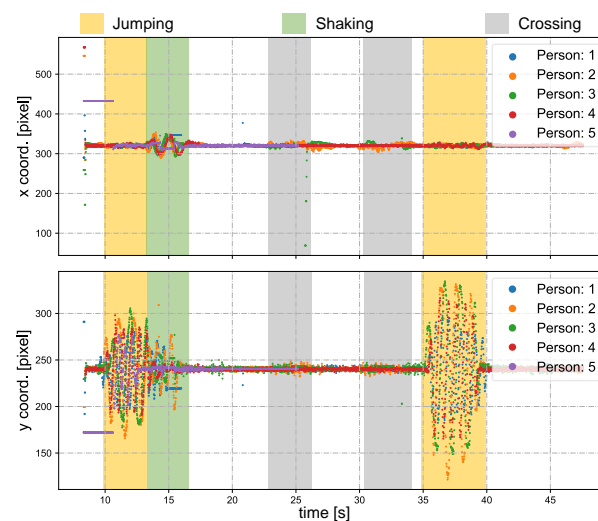 Jumping Shaking Crossing
500
400
300
200
100
x coord. [pixel]
Person: 1
Person: 2
Person: 3
Person: 4
Person: 5
300
250
200
150
y coord. [pixel]
Person: 1
Person: 2
Person: 3
Person: 4
Person: 5
10 15 20 25 30 35 40 45
time [s]